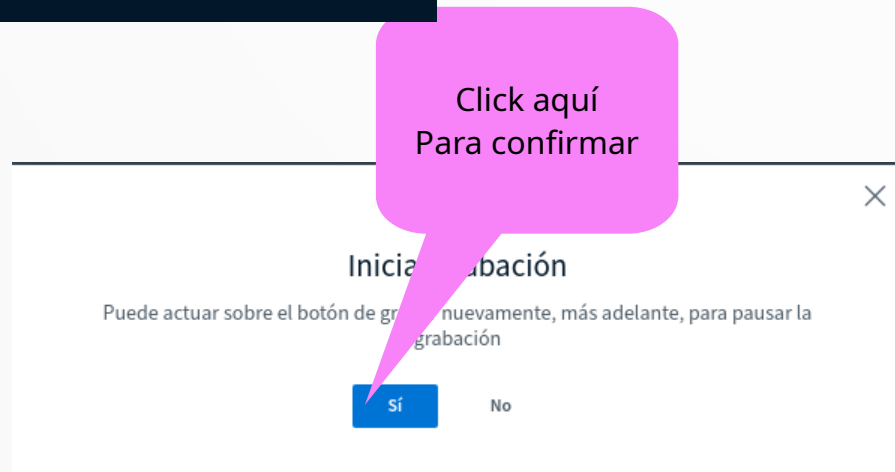 Click aquí
Para confirmar
Inicia abación
Puede actuar sobre el botón de nuevamente, más adelante, para pausar la
grabación
Sí
No